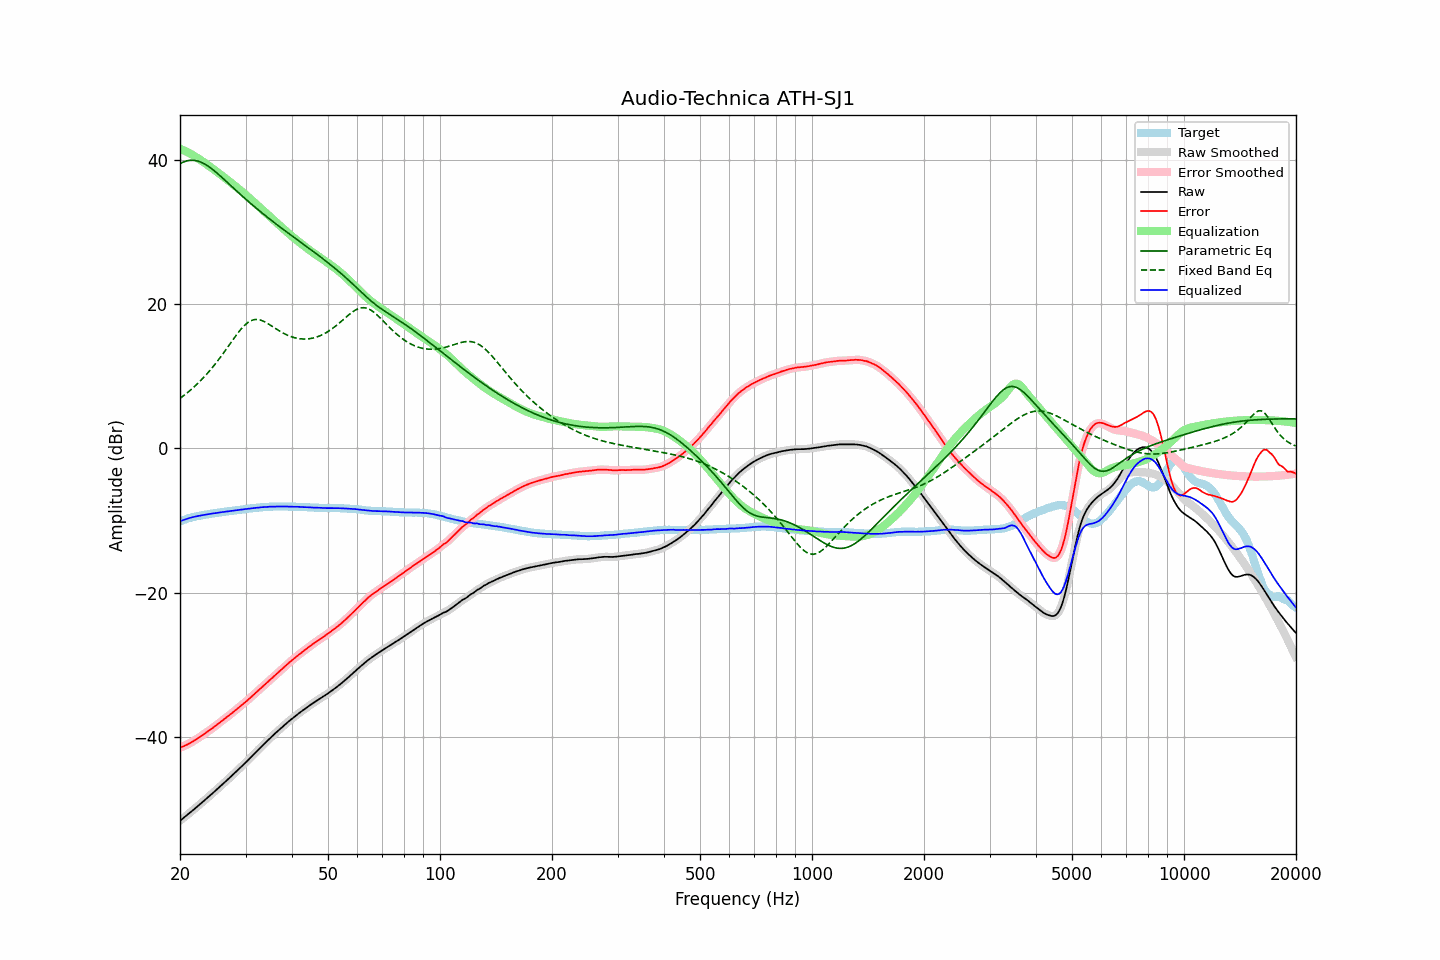 Audio-Technica ATH-SJ1
Target
Raw Smoothed
Error Smoothed
Raw
Error
Equalization
Parametric Eq
Fixed Band Eq
Equalized
40
20
0
−20
−40
Amplitude (dBr)
20 50 100 200 500 1000 2000 5000 10000 20000
Frequency (Hz)